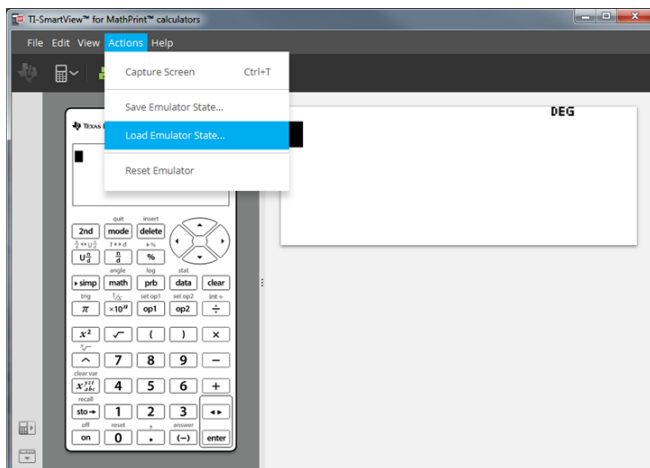 TI-SmartView™ for MathPrint™ calculators
File Edit View Actions Help
Capture Screen Ctrl+T
Save Emulator State...
Load Emulator State...
Reset Emulator
DEG
TEXAS
quit insert
2nd mode delete
f◄►d ►%
U n/d n/d %
angle log stat
►simp math prb data clear
trig 1/x set op1 set op2 int ÷
π ×10ⁿ op1 op2 ÷
x² √ ( ) ×
ˣ√
^ 7 8 9 −
clear var
x yzt abc 4 5 6 +
recall
sto→ 1 2 3 ◄►
off reset , answer
on 0 . (−) enter